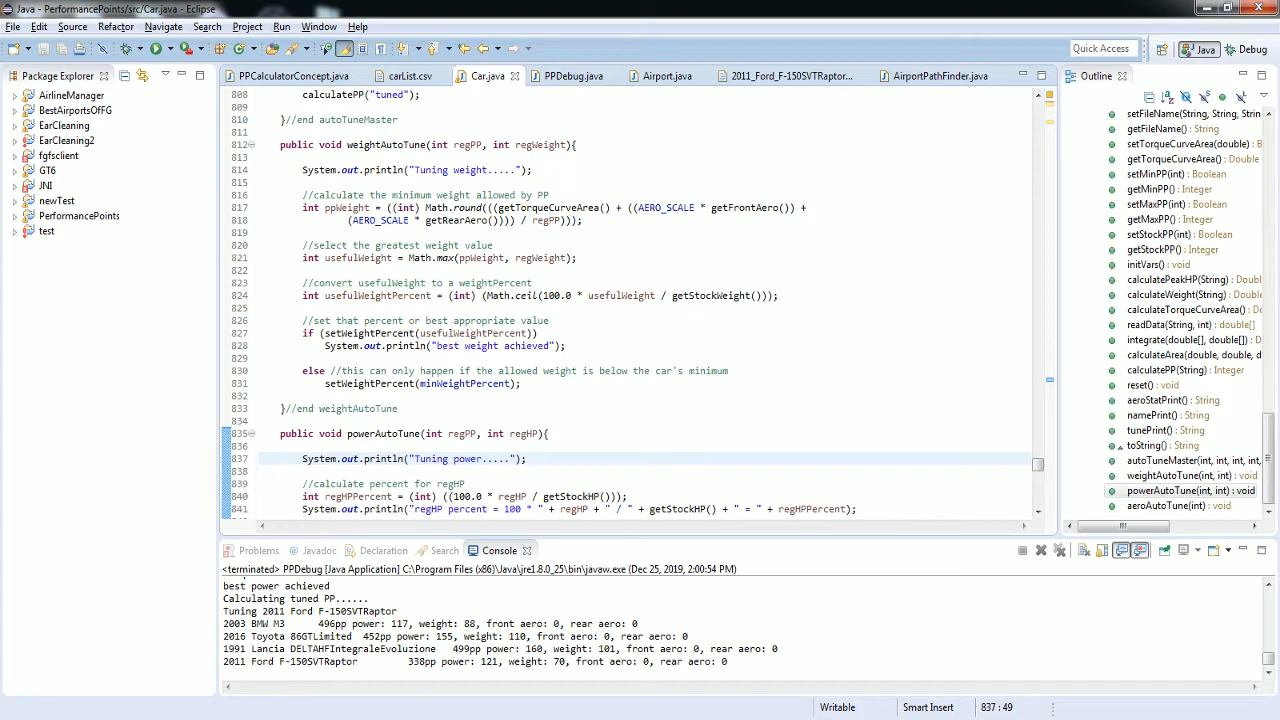 Java - PerformancePoints/src/Car.java - Eclipse
File Edit Source Refactor Navigate Search Project Run Window Help
Quick Access Java Debug
Package Explorer
AirlineManager
BestAirportsOfFG
EarCleaning
EarCleaning2
fgfsclient
GT6
JNI
newTest
PerformancePoints
test
PPCalculatorConcept.java carList.csv Car.java PPDebug.java Airport.java 2011_Ford_F-150SVTRaptor... AirportPathFinder.java
808 calculatePP("tuned");
809
810 }//end autoTuneMaster
811
812 public void weightAutoTune(int regPP, int regWeight){
813
814 System.out.println("Tuning weight.....");
815
816 //calculate the minimum weight allowed by PP
817 int ppWeight = ((int) Math.round(((getTorqueCurveArea() + ((AERO_SCALE * getFrontAero()) +
818 (AERO_SCALE * getRearAero()))) / regPP)));
819
820 //select the greatest weight value
821 int usefulWeight = Math.max(ppWeight, regWeight);
822
823 //convert usefulWeight to a weightPercent
824 int usefulWeightPercent = (int) (Math.ceil(100.0 * usefulWeight / getStockWeight()));
825
826 //set that percent or best appropriate value
827 if (setWeightPercent(usefulWeightPercent))
828 System.out.println("best weight achieved");
829
830 else //this can only happen if the allowed weight is below the car's minimum
831 setWeightPercent(minWeightPercent);
832
833 }//end weightAutoTune
834
835 public void powerAutoTune(int regPP, int regHP){
836
837 System.out.println("Tuning power.....");
838
839 //calculate percent for regHP
840 int regHPPercent = (int) ((100.0 * regHP / getStockHP()));
841 System.out.println("regHP percent = 100 * " + regHP + " / " + getStockHP() + " = " + regHPPercent);
Outline
setFileName(String, String, Stri
getFileName() : String
setTorqueCurveArea(double) : B
getTorqueCurveArea() : Double
setMinPP(int) : Boolean
getMinPP() : Integer
setMaxPP(int) : Boolean
getMaxPP() : Integer
setStockPP(int) : Boolean
getStockPP() : Integer
initVars() : void
calculatePeakHP(String) : Doubl
calculateWeight(String) : Intege
calculateTorqueCurveArea() : D
readData(String, int) : double[]
integrate(double[], double[]) : D
calculateArea(double, double, d
calculatePP(String) : Integer
reset() : void
aeroStatPrint() : String
namePrint() : String
tunePrint() : String
toString() : String
autoTuneMaster(int, int, int, int,
weightAutoTune(int, int) : void
powerAutoTune(int, int) : void
aeroAutoTune(int) : void
Problems Javadoc Declaration Search Console
<terminated> PPDebug [Java Application] C:\Program Files (x86)\Java\jre1.8.0_25\bin\javaw.exe (Dec 25, 2019, 2:00:54 PM)
best power achieved
Calculating tuned PP......
Tuning 2011 Ford F-150SVTRaptor
2003 BMW M3 496pp power: 117, weight: 88, front aero: 0, rear aero: 0
2016 Toyota 86GTLimited 452pp power: 155, weight: 110, front aero: 0, rear aero: 0
1991 Lancia DELTAHFIntegraleEvoluzione 499pp power: 160, weight: 101, front aero: 0, rear aero: 0
2011 Ford F-150SVTRaptor 338pp power: 121, weight: 70, front aero: 0, rear aero: 0
Writable Smart Insert 837 : 49